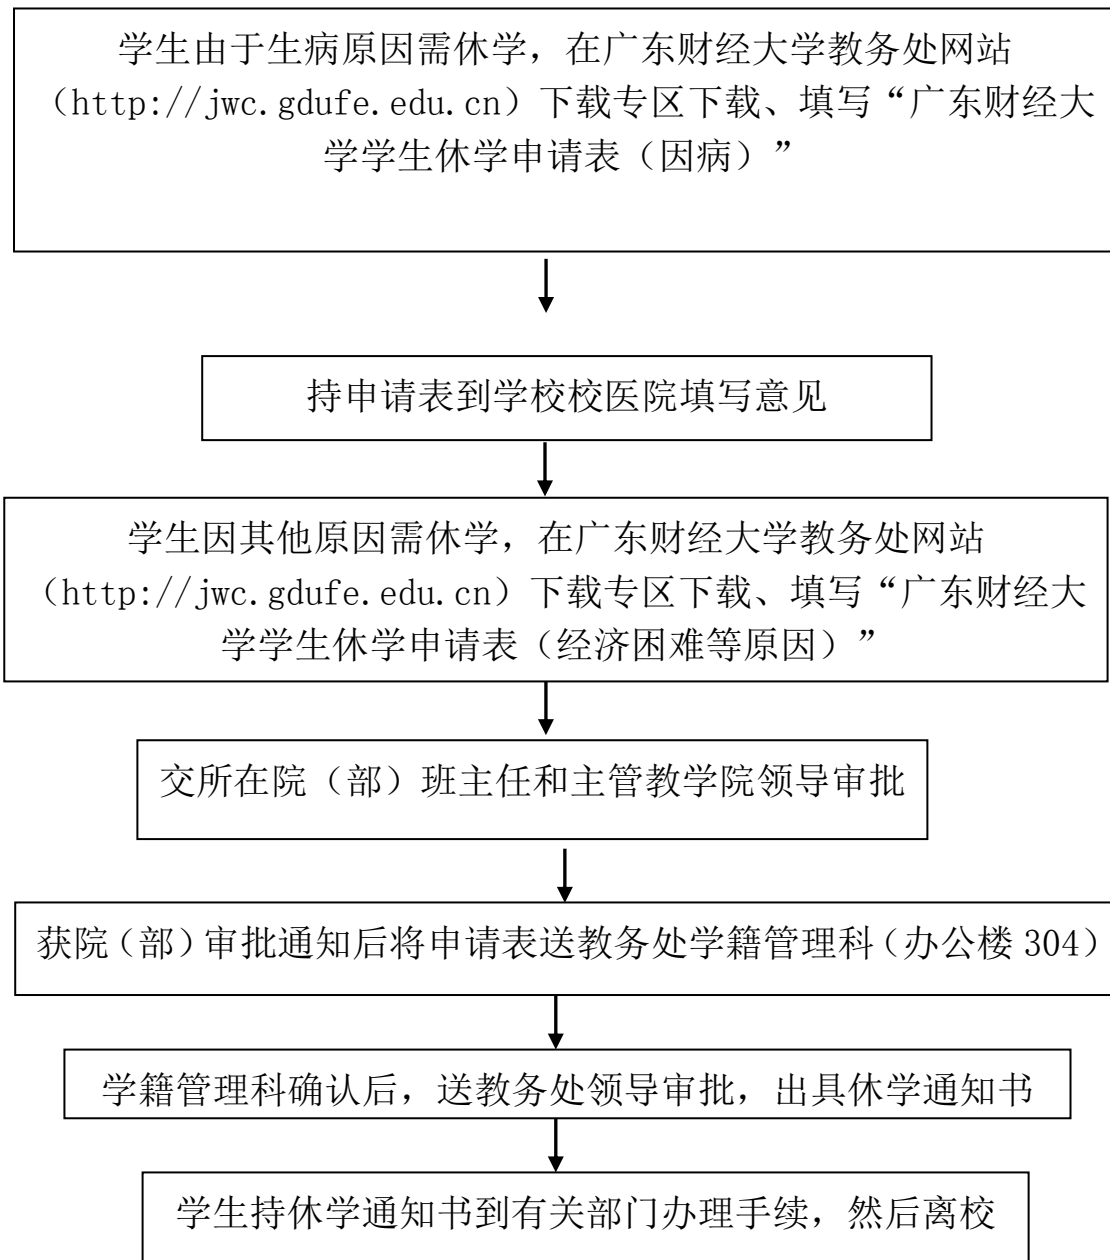 学生由于生病原因需休学，在广东财经大学教务处网站
（http://jwc.gdufe.edu.cn）下载专区下载、填写“广东财经大
学学生休学申请表（因病）”
持申请表到学校校医院填写意见
学生因其他原因需休学，在广东财经大学教务处网站
（http://jwc.gdufe.edu.cn）下载专区下载、填写“广东财经大
学学生休学申请表（经济困难等原因）”
交所在院（部）班主任和主管教学院领导审批
获院（部）审批通知后将申请表送教务处学籍管理科（办公楼 304）
学籍管理科确认后，送教务处领导审批，出具休学通知书
学生持休学通知书到有关部门办理手续，然后离校